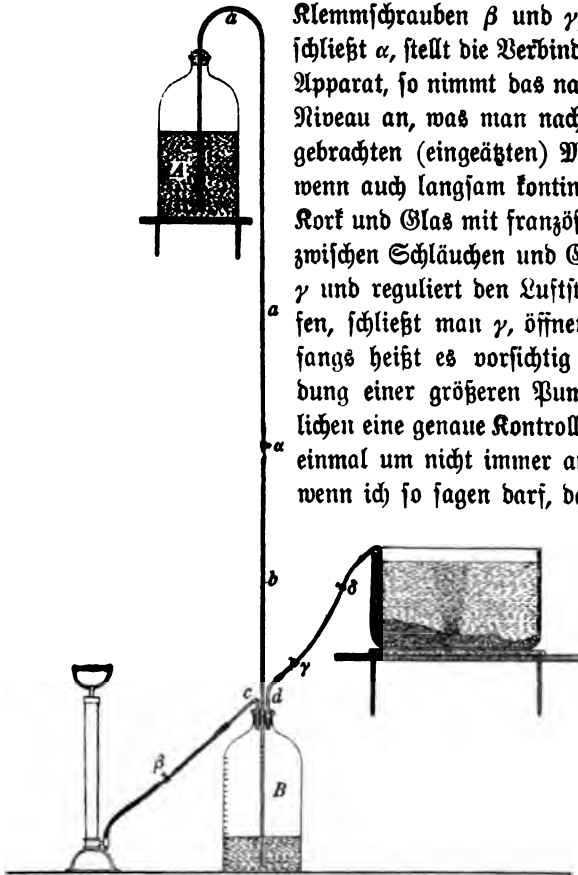 Klemmschrauben β und γ,
schließt α, stellt die Verbind
Apparat, so nimmt das na
Niveau an, was man nach
gebrachten (eingeätzten) M
wenn auch langsam kontin
Kork und Glas mit französ
zwischen Schläuchen und G
γ und reguliert den Luftst
fen, schließt man γ, öffne
fangs heißt es vorsichtig
dung einer größeren Pum
lichen eine genaue Kontroll
einmal um nicht immer a
wenn ich so sagen darf, da
a
A
a
α
b
δ
γ
c d
β
B